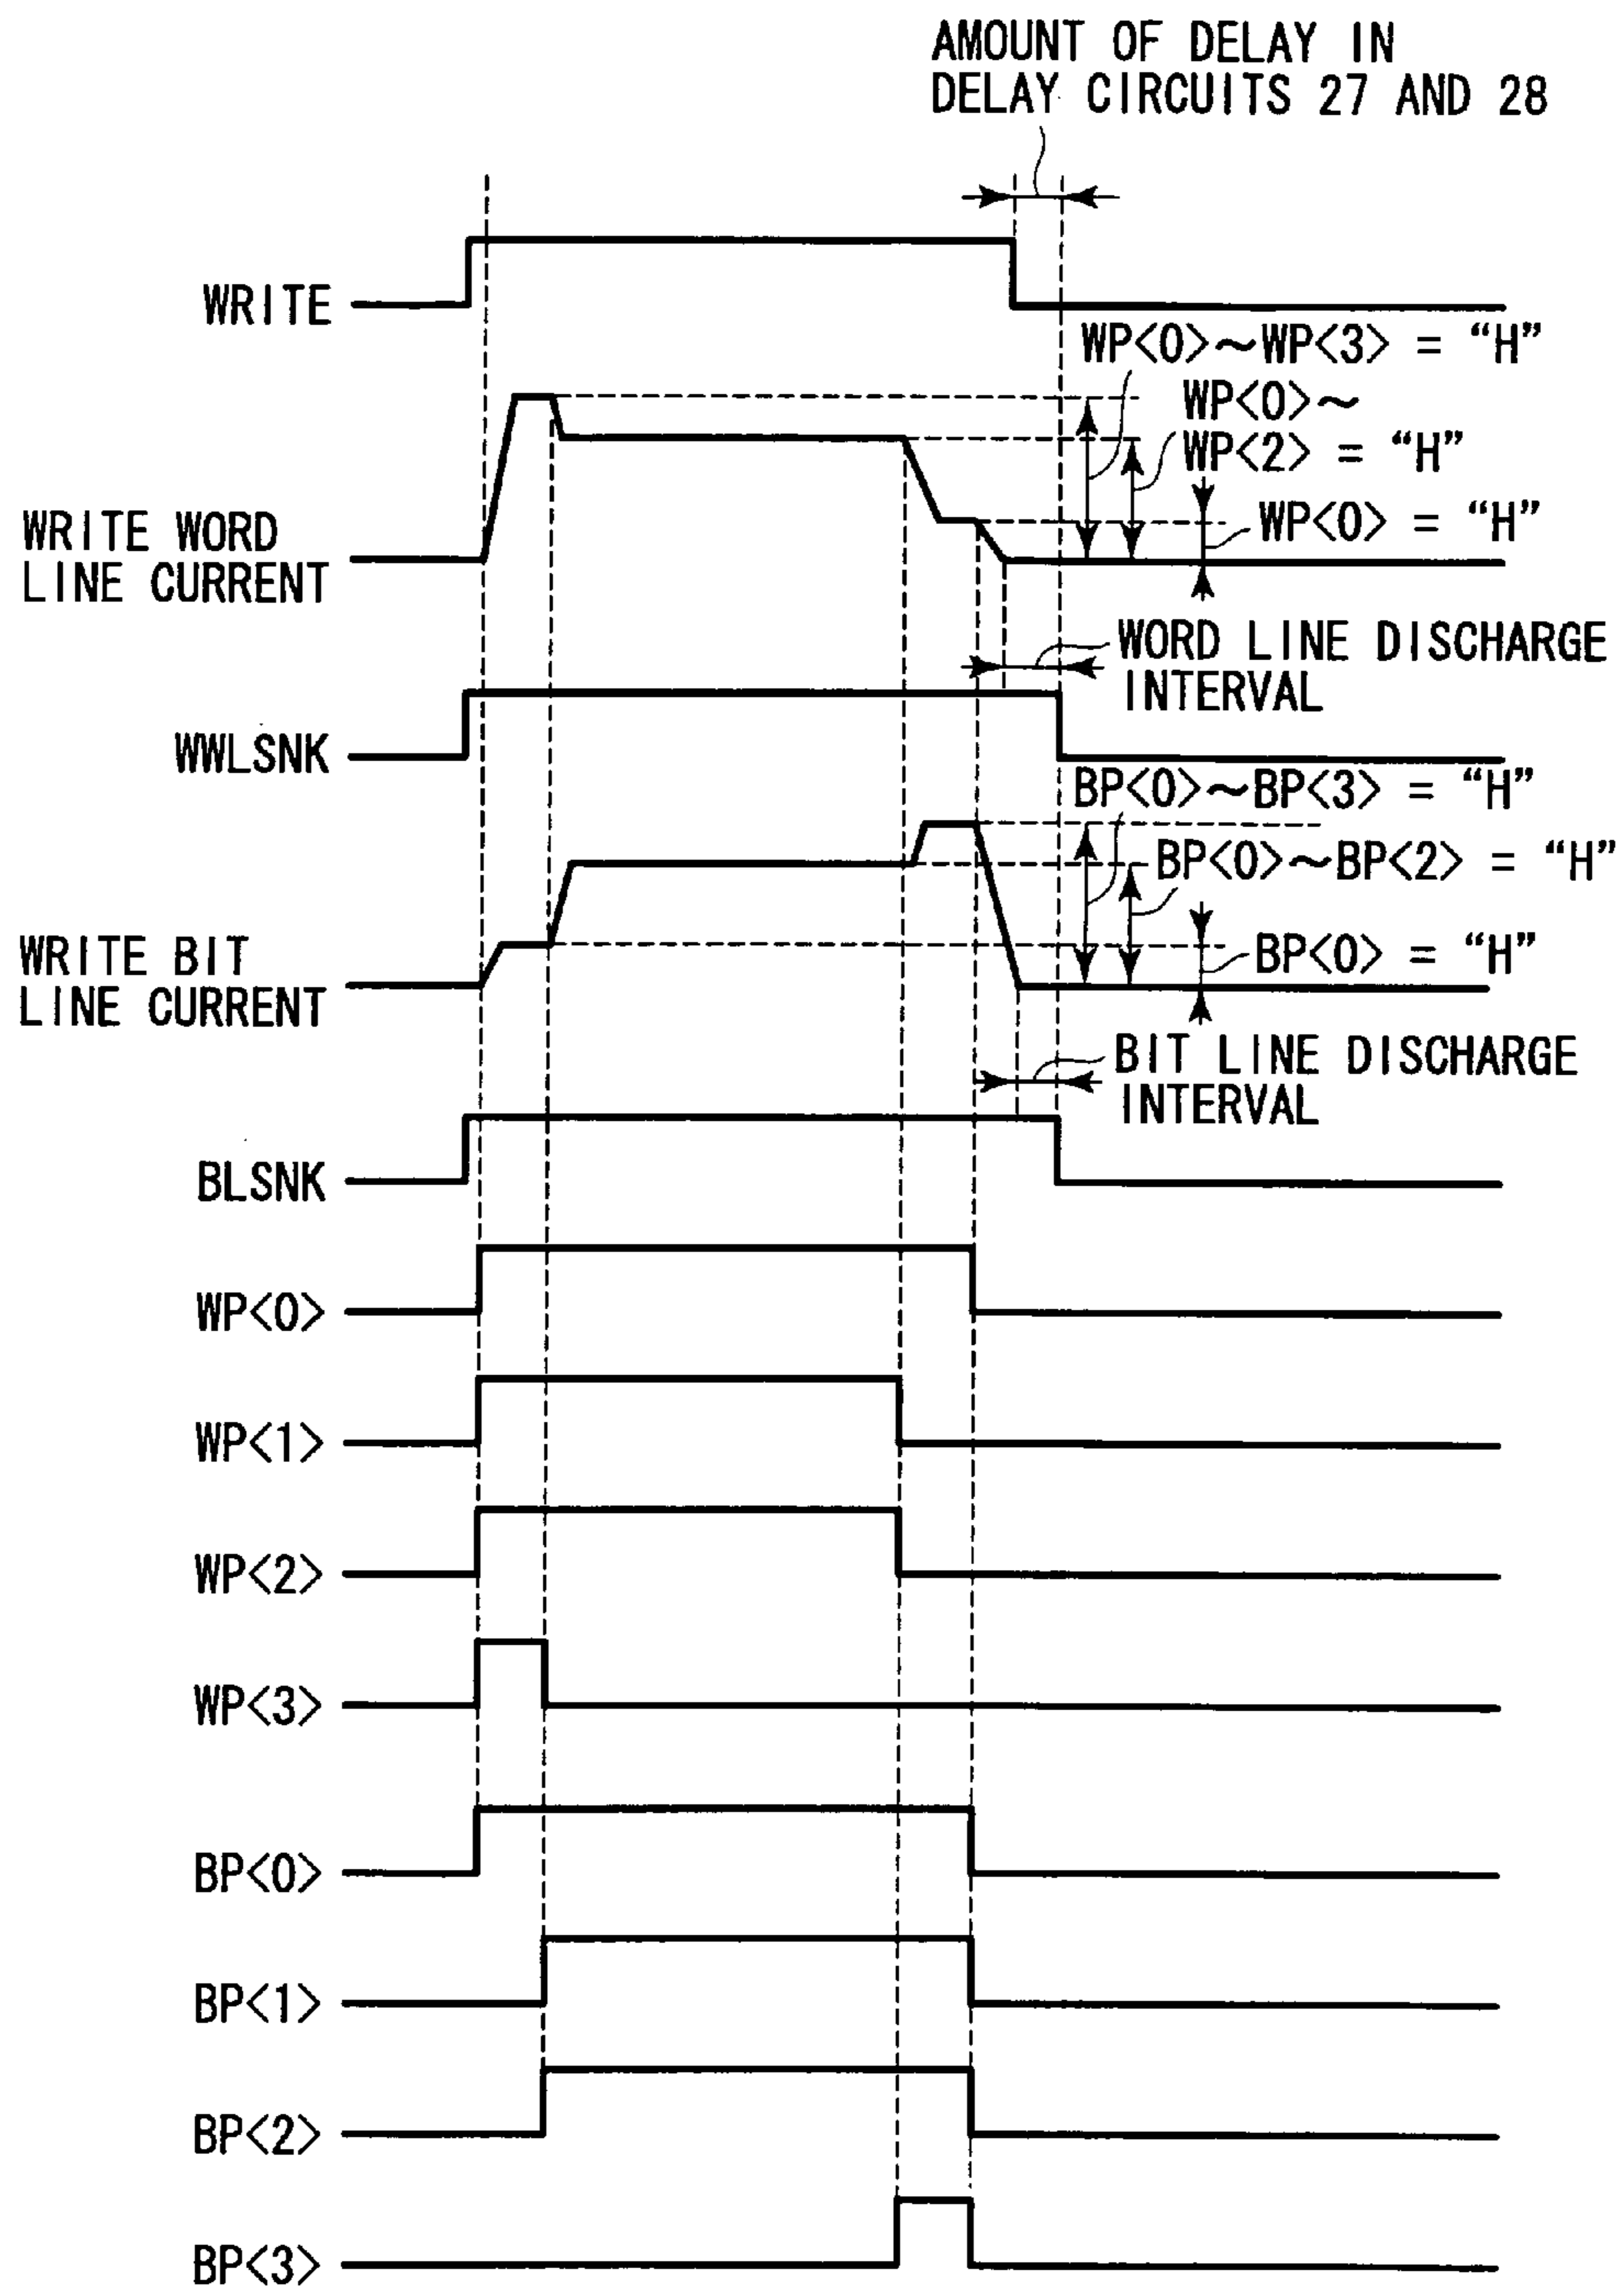 AMOUNT OF DELAY IN
DELAY CIRCUITS 27 AND 28
WRITE
WP<0>~WP<3> = “H”
WP<0>~
WP<2> = “H”
WP<0> = “H”
WRITE WORD
LINE CURRENT
WORD LINE DISCHARGE
INTERVAL
WWLSNK
BP<0>~BP<3> = “H”
BP<0>~BP<2> = “H”
BP<0> = “H”
WRITE BIT
LINE CURRENT
BIT LINE DISCHARGE
INTERVAL
BLSNK
WP<0>
WP<1>
WP<2>
WP<3>
BP<0>
BP<1>
BP<2>
BP<3>